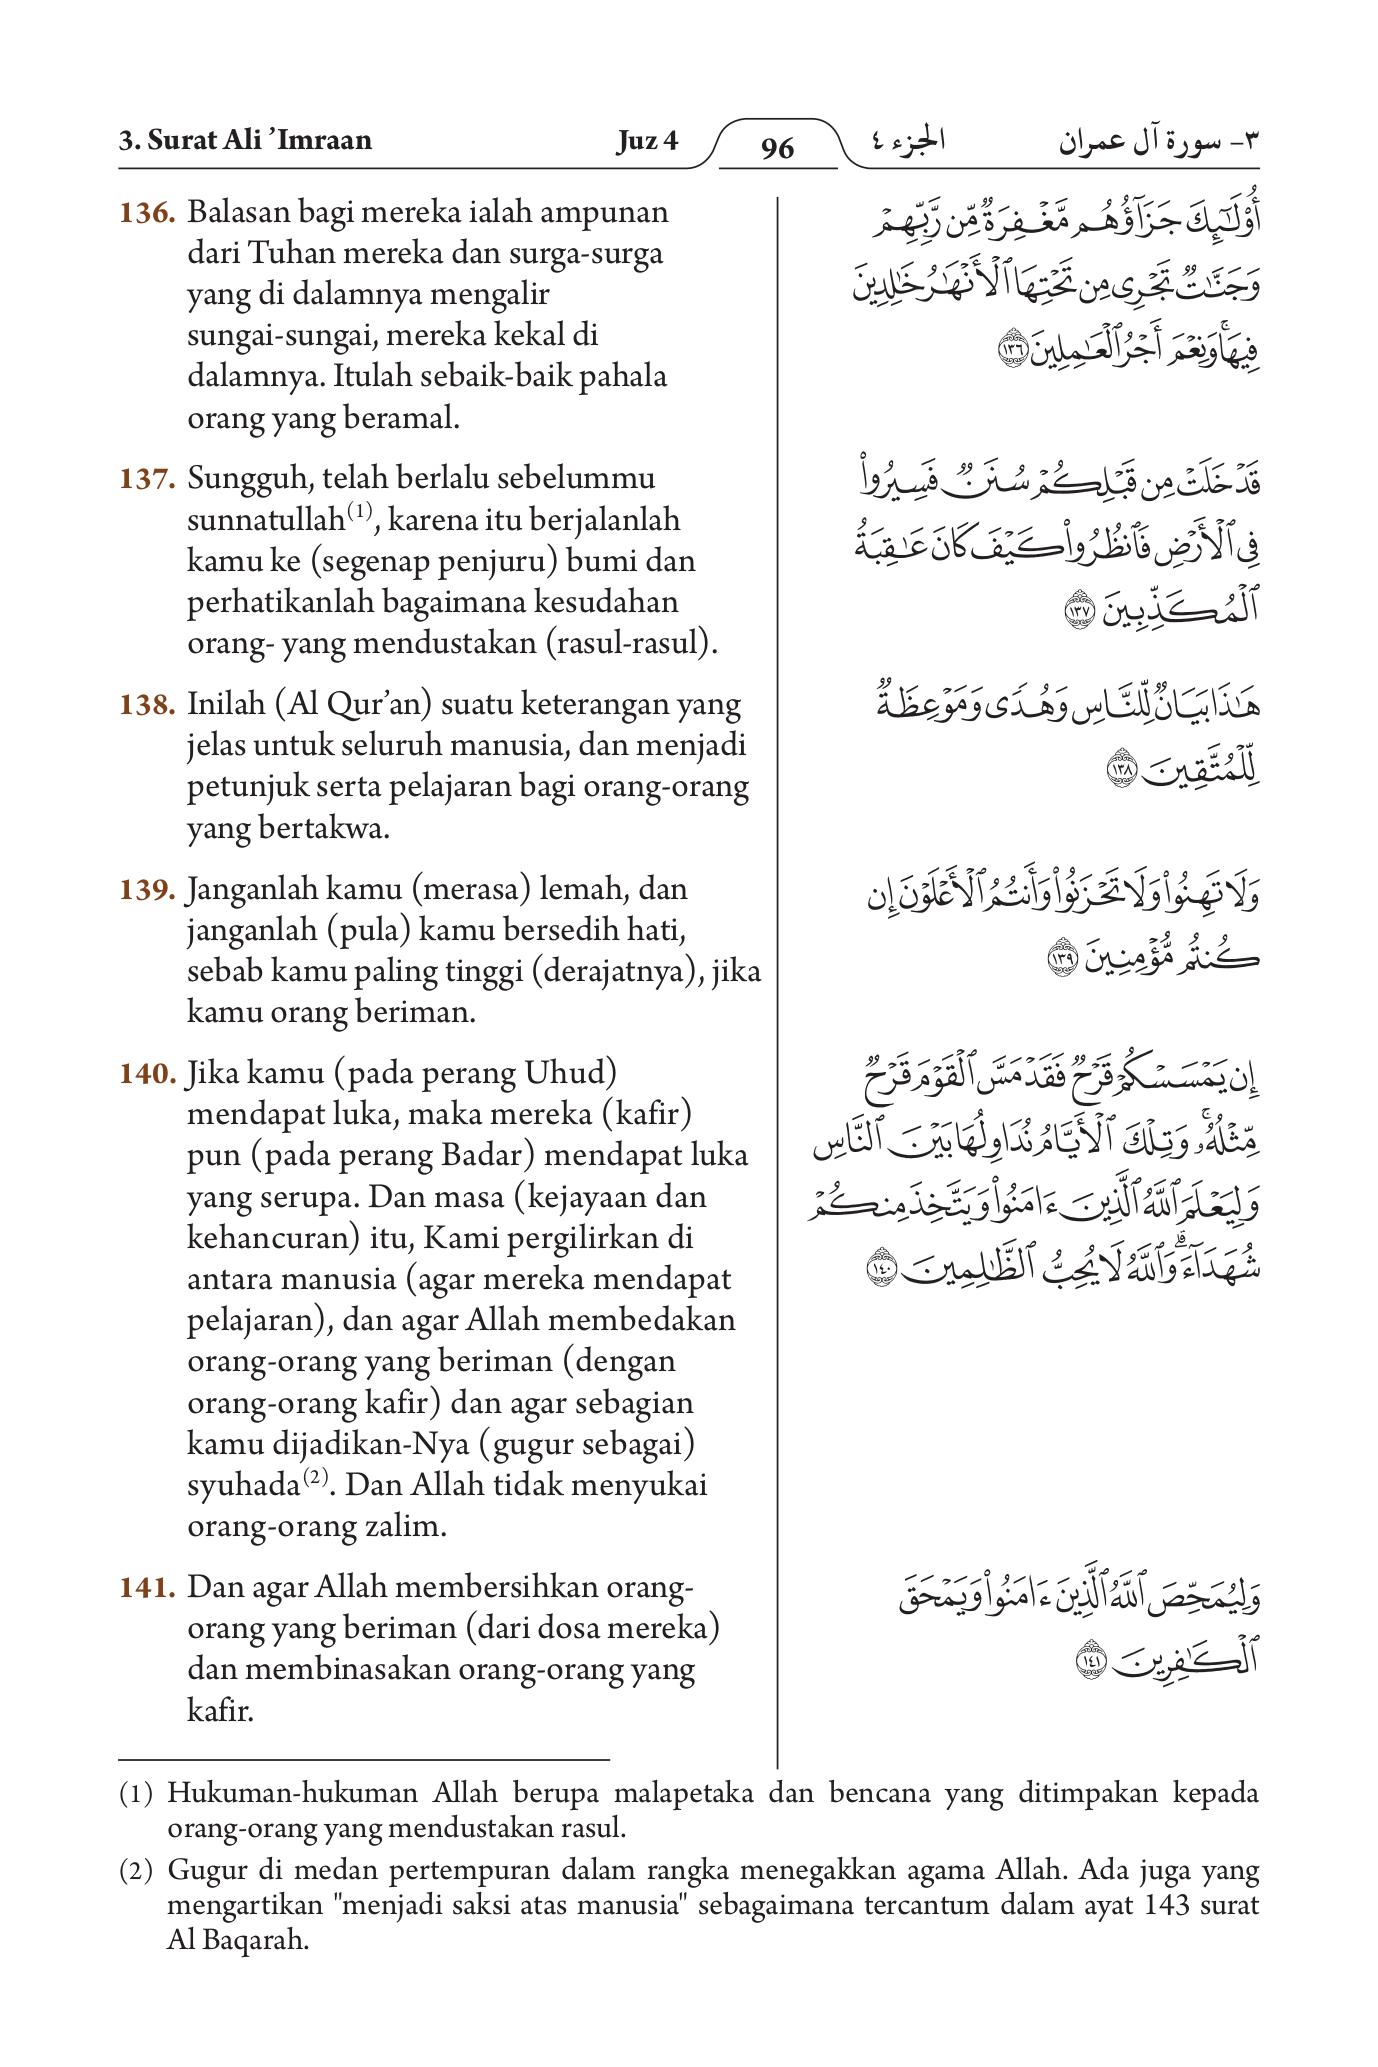 3. Surat Ali ’Imraan Juz 4 96 الجزء ٤ ٣- سورة آل عمران
136. Balasan bagi mereka ialah ampunan
dari Tuhan mereka dan surga-surga
yang di dalamnya mengalir
sungai-sungai, mereka kekal di
dalamnya. Itulah sebaik-baik pahala
orang yang beramal.
أُوْلَٰٓئِكَ جَزَآؤُهُم مَّغۡفِرَةٞ مِّن رَّبِّهِمۡ
وَجَنَّٰتٞ تَجۡرِي مِن تَحۡتِهَا ٱلۡأَنۡهَٰرُ خَٰلِدِينَ
فِيهَاۚ وَنِعۡمَ أَجۡرُ ٱلۡعَٰمِلِينَ ١٣٦
137. Sungguh, telah berlalu sebelummu
sunnatullah(1), karena itu berjalanlah
kamu ke (segenap penjuru) bumi dan
perhatikanlah bagaimana kesudahan
orang- yang mendustakan (rasul-rasul).
قَدۡ خَلَتۡ مِن قَبۡلِكُمۡ سُنَنٞ فَسِيرُواْ
فِي ٱلۡأَرۡضِ فَٱنظُرُواْ كَيۡفَ كَانَ عَٰقِبَةُ
ٱلۡمُكَذِّبِينَ ١٣٧
138. Inilah (Al Qur’an) suatu keterangan yang
jelas untuk seluruh manusia, dan menjadi
petunjuk serta pelajaran bagi orang-orang
yang bertakwa.
هَٰذَا بَيَانٞ لِّلنَّاسِ وَهُدٗى وَمَوۡعِظَةٞ
لِّلۡمُتَّقِينَ ١٣٨
139. Janganlah kamu (merasa) lemah, dan
janganlah (pula) kamu bersedih hati,
sebab kamu paling tinggi (derajatnya), jika
kamu orang beriman.
وَلَا تَهِنُواْ وَلَا تَحۡزَنُواْ وَأَنتُمُ ٱلۡأَعۡلَوۡنَ إِن
كُنتُم مُّؤۡمِنِينَ ١٣٩
140. Jika kamu (pada perang Uhud)
mendapat luka, maka mereka (kafir)
pun (pada perang Badar) mendapat luka
yang serupa. Dan masa (kejayaan dan
kehancuran) itu, Kami pergilirkan di
antara manusia (agar mereka mendapat
pelajaran), dan agar Allah membedakan
orang-orang yang beriman (dengan
orang-orang kafir) dan agar sebagian
kamu dijadikan-Nya (gugur sebagai)
syuhada(2). Dan Allah tidak menyukai
orang-orang zalim.
إِن يَمۡسَسۡكُمۡ قَرۡحٞ فَقَدۡ مَسَّ ٱلۡقَوۡمَ قَرۡحٞ
مِّثۡلُهُۥۚ وَتِلۡكَ ٱلۡأَيَّامُ نُدَاوِلُهَا بَيۡنَ ٱلنَّاسِ
وَلِيَعۡلَمَ ٱللَّهُ ٱلَّذِينَ ءَامَنُواْ وَيَتَّخِذَ مِنكُمۡ
شُهَدَآءَۗ وَٱللَّهُ لَا يُحِبُّ ٱلظَّٰلِمِينَ ١٤٠
141. Dan agar Allah membersihkan orang-
orang yang beriman (dari dosa mereka)
dan membinasakan orang-orang yang
kafir.
وَلِيُمَحِّصَ ٱللَّهُ ٱلَّذِينَ ءَامَنُواْ وَيَمۡحَقَ
ٱلۡكَٰفِرِينَ ١٤١
(1) Hukuman-hukuman Allah berupa malapetaka dan bencana yang ditimpakan kepada
orang-orang yang mendustakan rasul.
(2) Gugur di medan pertempuran dalam rangka menegakkan agama Allah. Ada juga yang
mengartikan "menjadi saksi atas manusia" sebagaimana tercantum dalam ayat 143 surat
Al Baqarah.